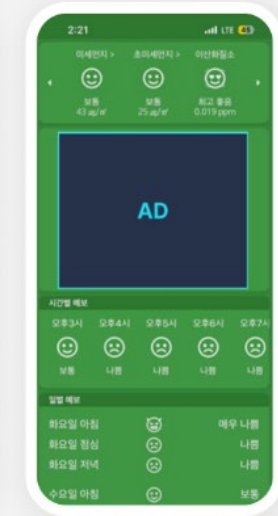 2:21 LTE 45
미세먼지 > 초미세먼지 > 이산화질소
보통 보통 최고 좋음
43 ㎍/㎥ 25 ㎍/㎥ 0.019 ppm
AD
시간별 예보
오후3시 오후4시 오후5시 오후6시 오후7시
보통 나쁨 나쁨 나쁨 나쁨
일별 예보
화요일 아침 매우 나쁨
화요일 점심 나쁨
화요일 저녁 나쁨
수요일 아침 보통